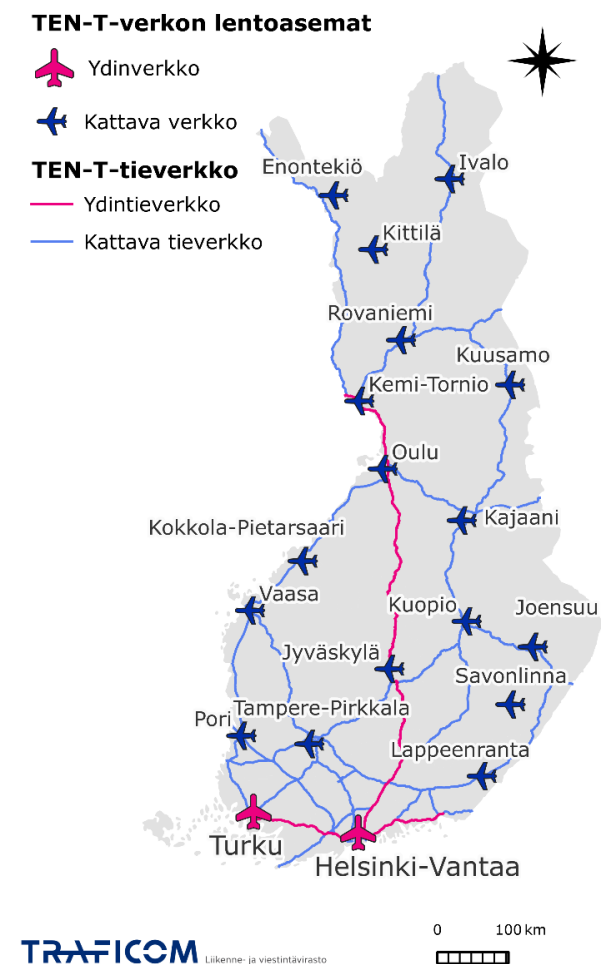 TEN-T-verkon lentoasemat
Ydinverkko
Kattava verkko
TEN-T-tieverkko
Ydintieverkko
Kattava tieverkko
Enontekiö
Ivalo
Kittilä
Rovaniemi
Kuusamo
Kemi-Tornio
Oulu
Kajaani
Kokkola-Pietarsaari
Vaasa
Kuopio
Joensuu
Jyväskylä
Savonlinna
Tampere-Pirkkala
Pori
Lappeenranta
Turku
Helsinki-Vantaa
0 100 km
TRAFICOM Liikenne- ja viestintävirasto